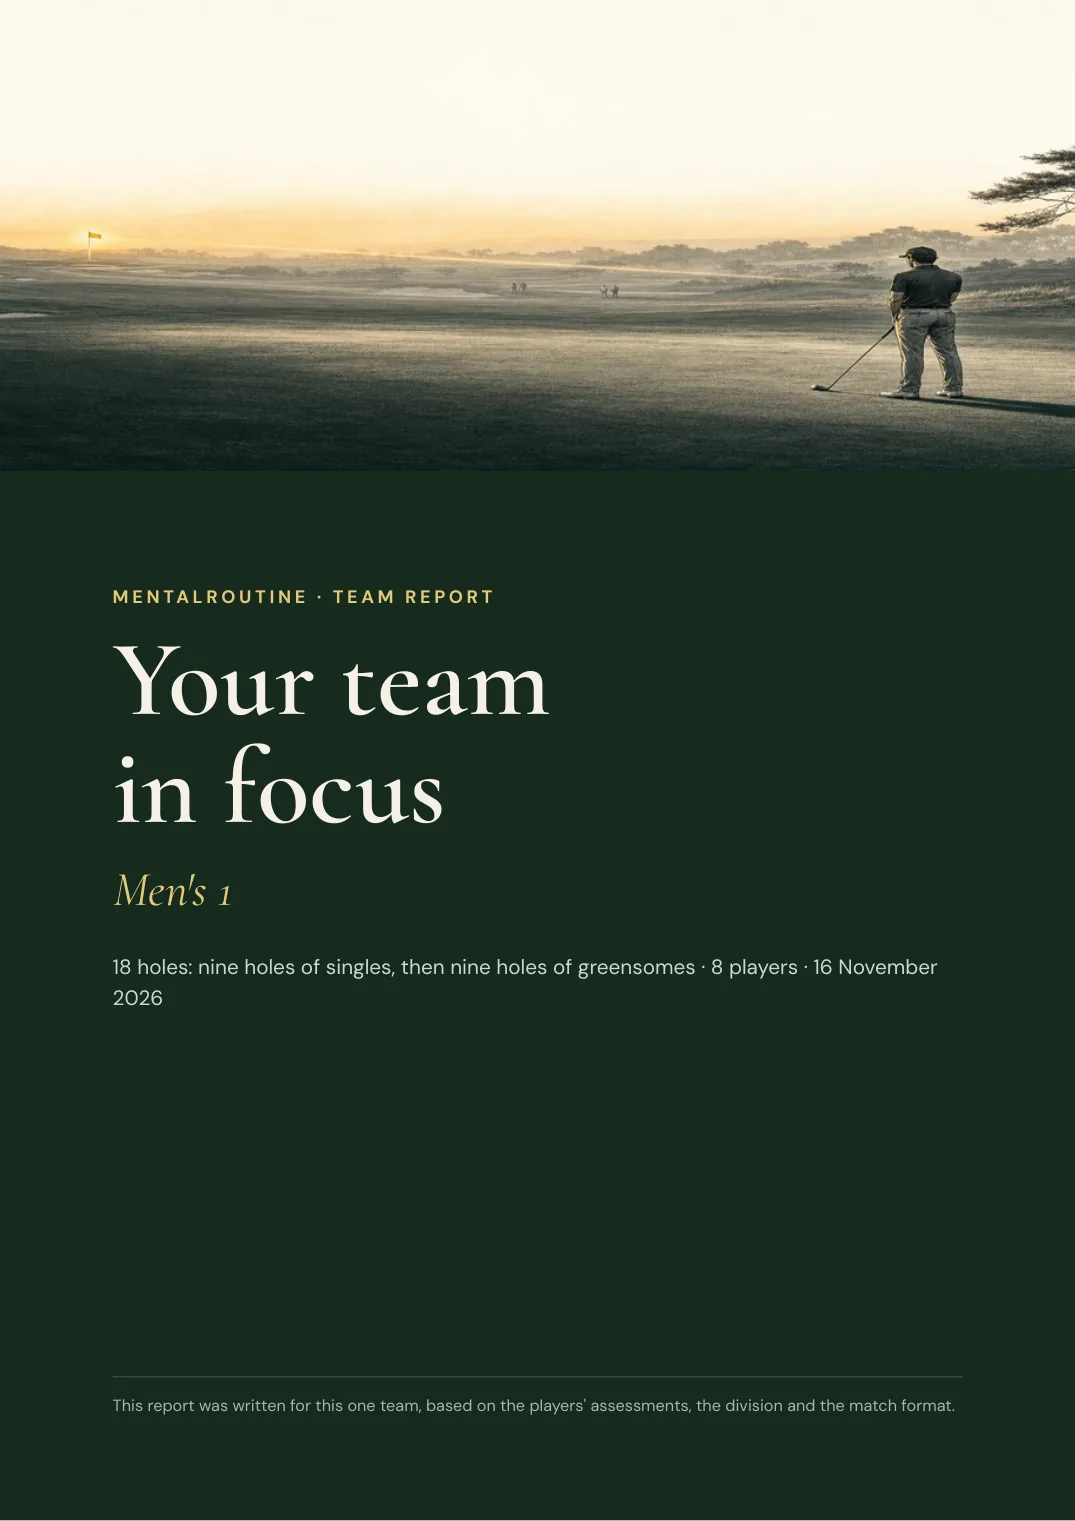 MENTALROUTINE · TEAM REPORT
Your team
in focus
Men's 1
18 holes: nine holes of singles, then nine holes of greensomes · 8 players · 16 November
2026
This report was written for this one team, based on the players' assessments, the division and the match format.